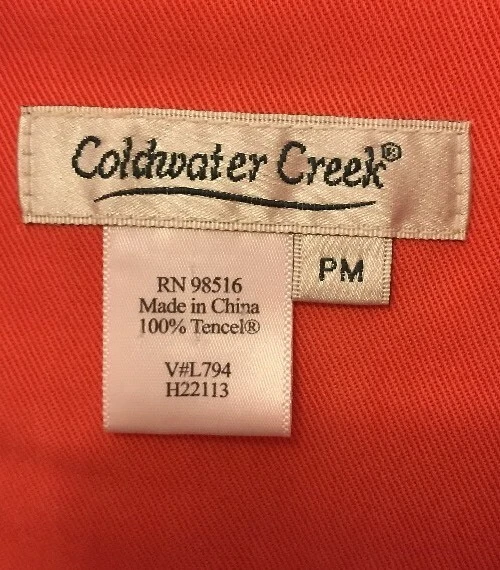 Coldwater Creek®
PM
RN 98516
Made in China
100% Tencel®
V#L794
H22113